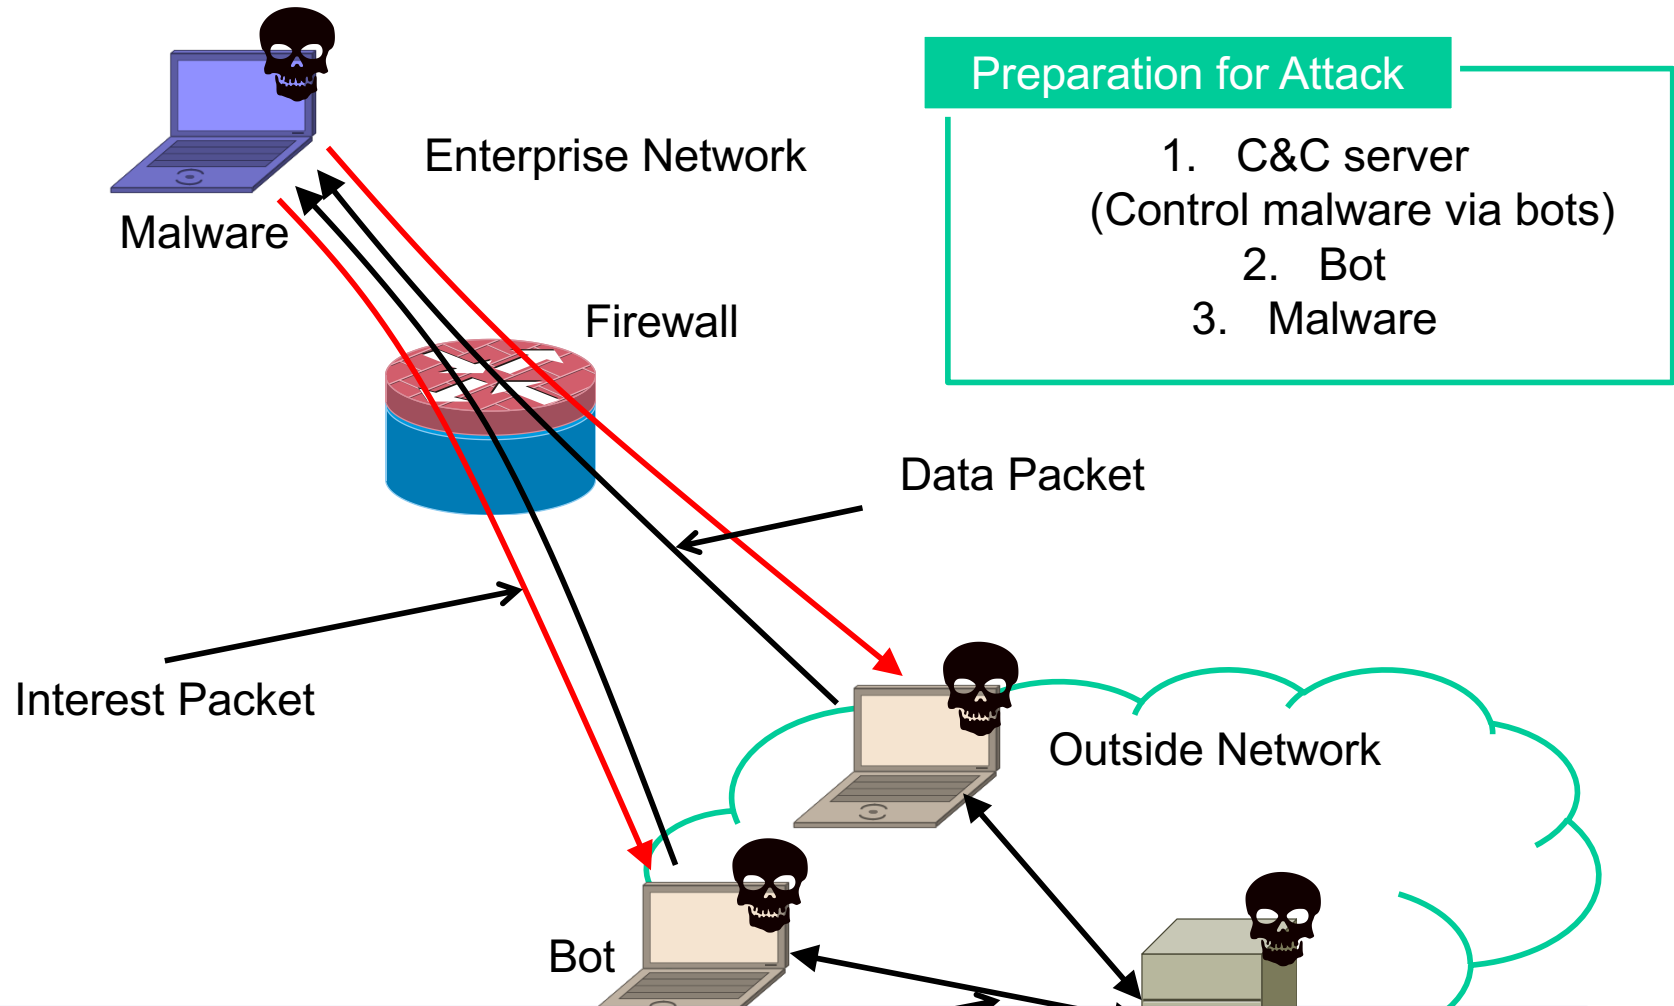 Preparation for Attack
1. C&C server
(Control malware via bots)
2. Bot
3. Malware
Enterprise Network
Malware
Firewall
Data Packet
Interest Packet
Outside Network
Bot